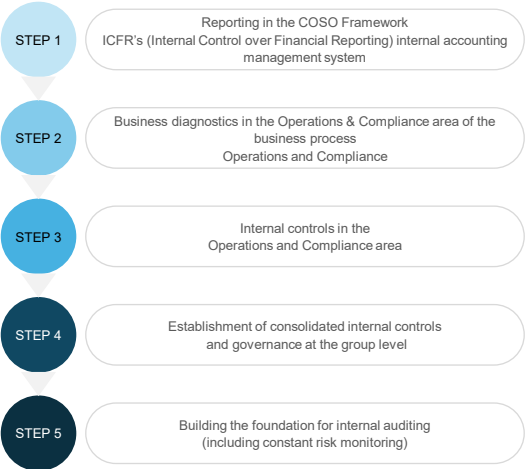 STEP 1
Reporting in the COSO Framework
ICFR's (Internal Control over Financial Reporting) internal accounting
management system
STEP 2
Business diagnostics in the Operations & Compliance area of the
business process
Operations and Compliance
STEP 3
Internal controls in the
Operations and Compliance area
STEP 4
Establishment of consolidated internal controls
and governance at the group level
STEP 5
Building the foundation for internal auditing
(including constant risk monitoring)